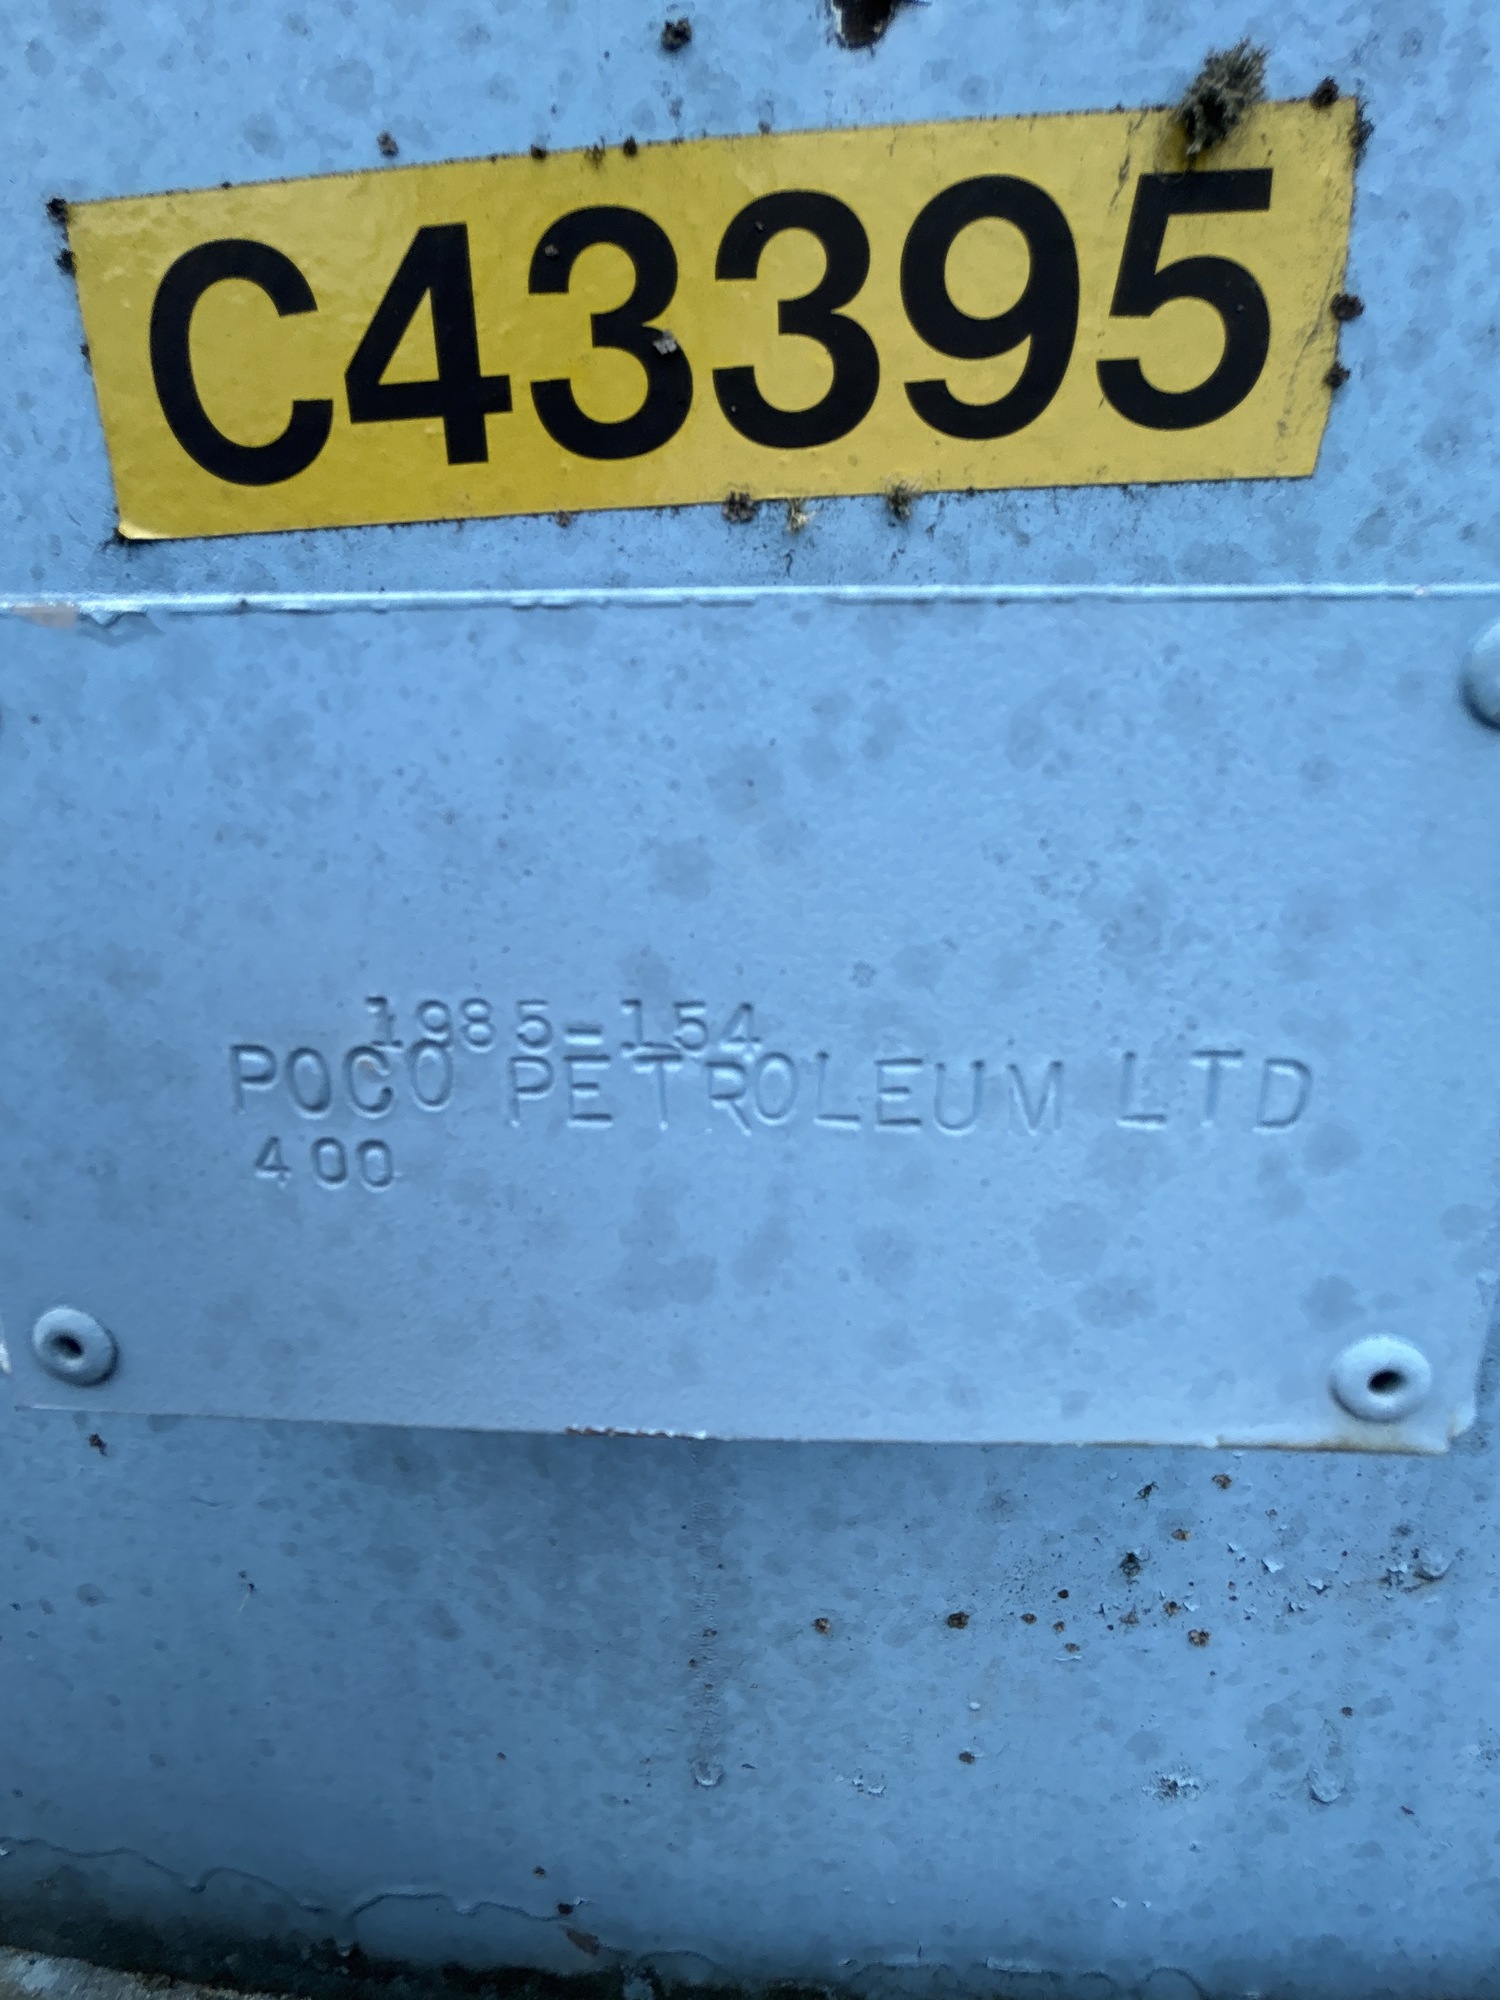 C43395
1985-154
POCO PETROLEUM LTD
400